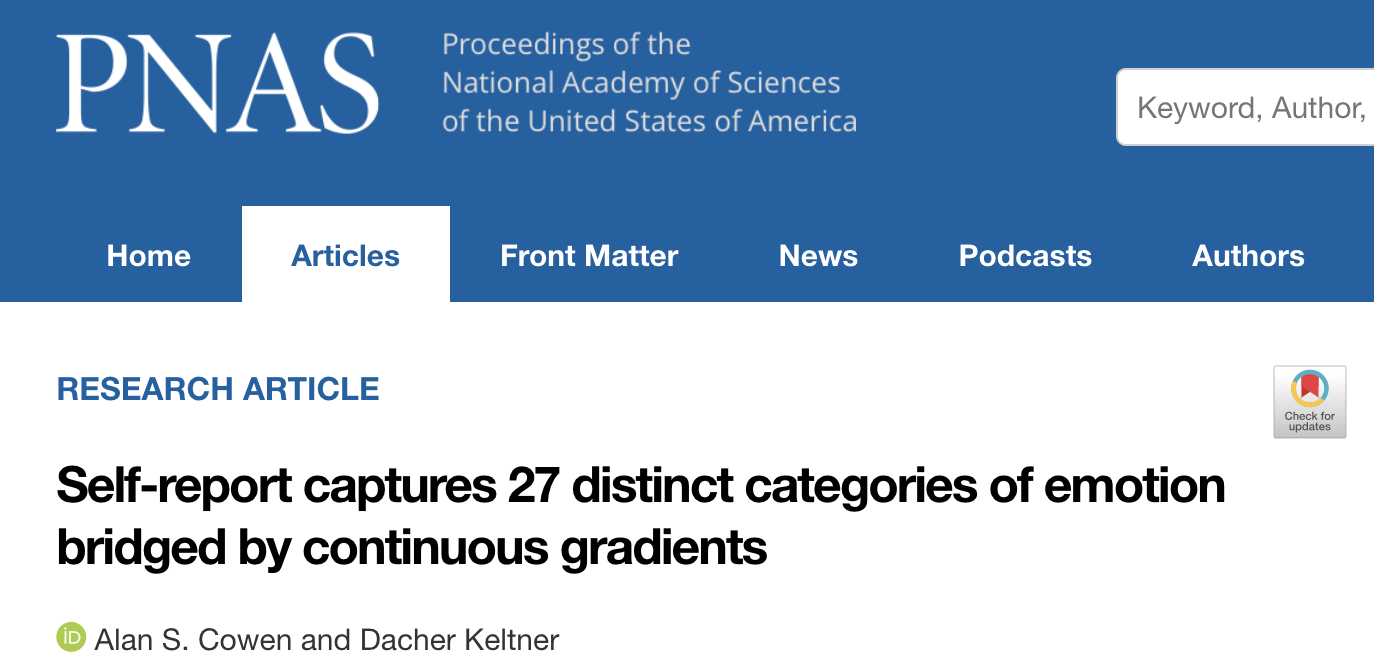 PNAS
Proceedings of the
National Academy of Sciences
of the United States of America
Keyword, Author,
Home
Articles
Front Matter
News
Podcasts
Authors
RESEARCH ARTICLE
Check for
updates
Self-report captures 27 distinct categories of emotion
bridged by continuous gradients
iD Alan S. Cowen and Dacher Keltner